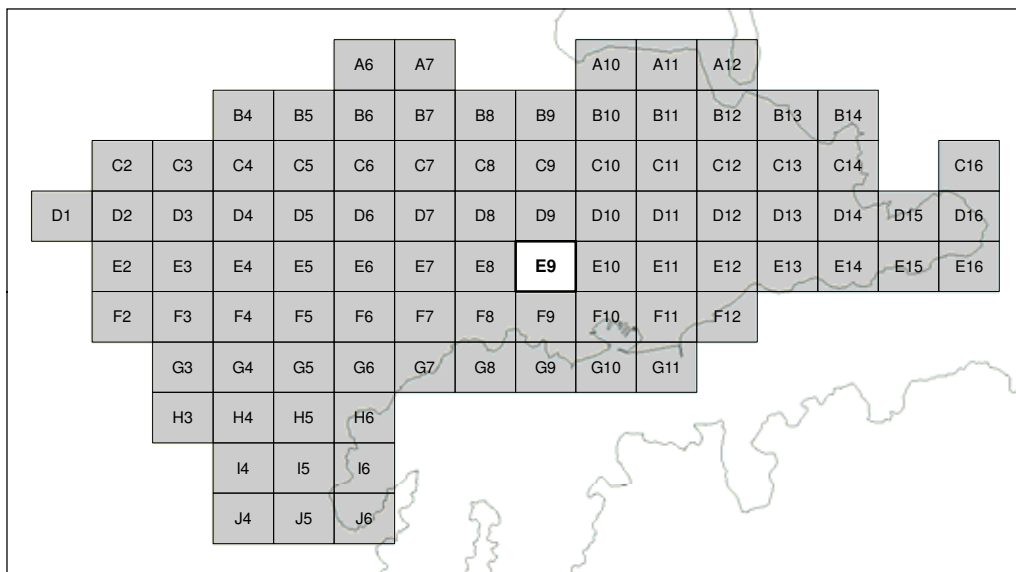 A6 A7 A10 A11 A12
B4 B5 B6 B7 B8 B9 B10 B11 B12 B13 B14
C2 C3 C4 C5 C6 C7 C8 C9 C10 C11 C12 C13 C14 C16
D1 D2 D3 D4 D5 D6 D7 D8 D9 D10 D11 D12 D13 D14 D15 D16
E2 E3 E4 E5 E6 E7 E8 E9 E10 E11 E12 E13 E14 E15 E16
F2 F3 F4 F5 F6 F7 F8 F9 F10 F11 F12
G3 G4 G5 G6 G7 G8 G9 G10 G11
H3 H4 H5 H6
I4 I5 I6
J4 J5 J6